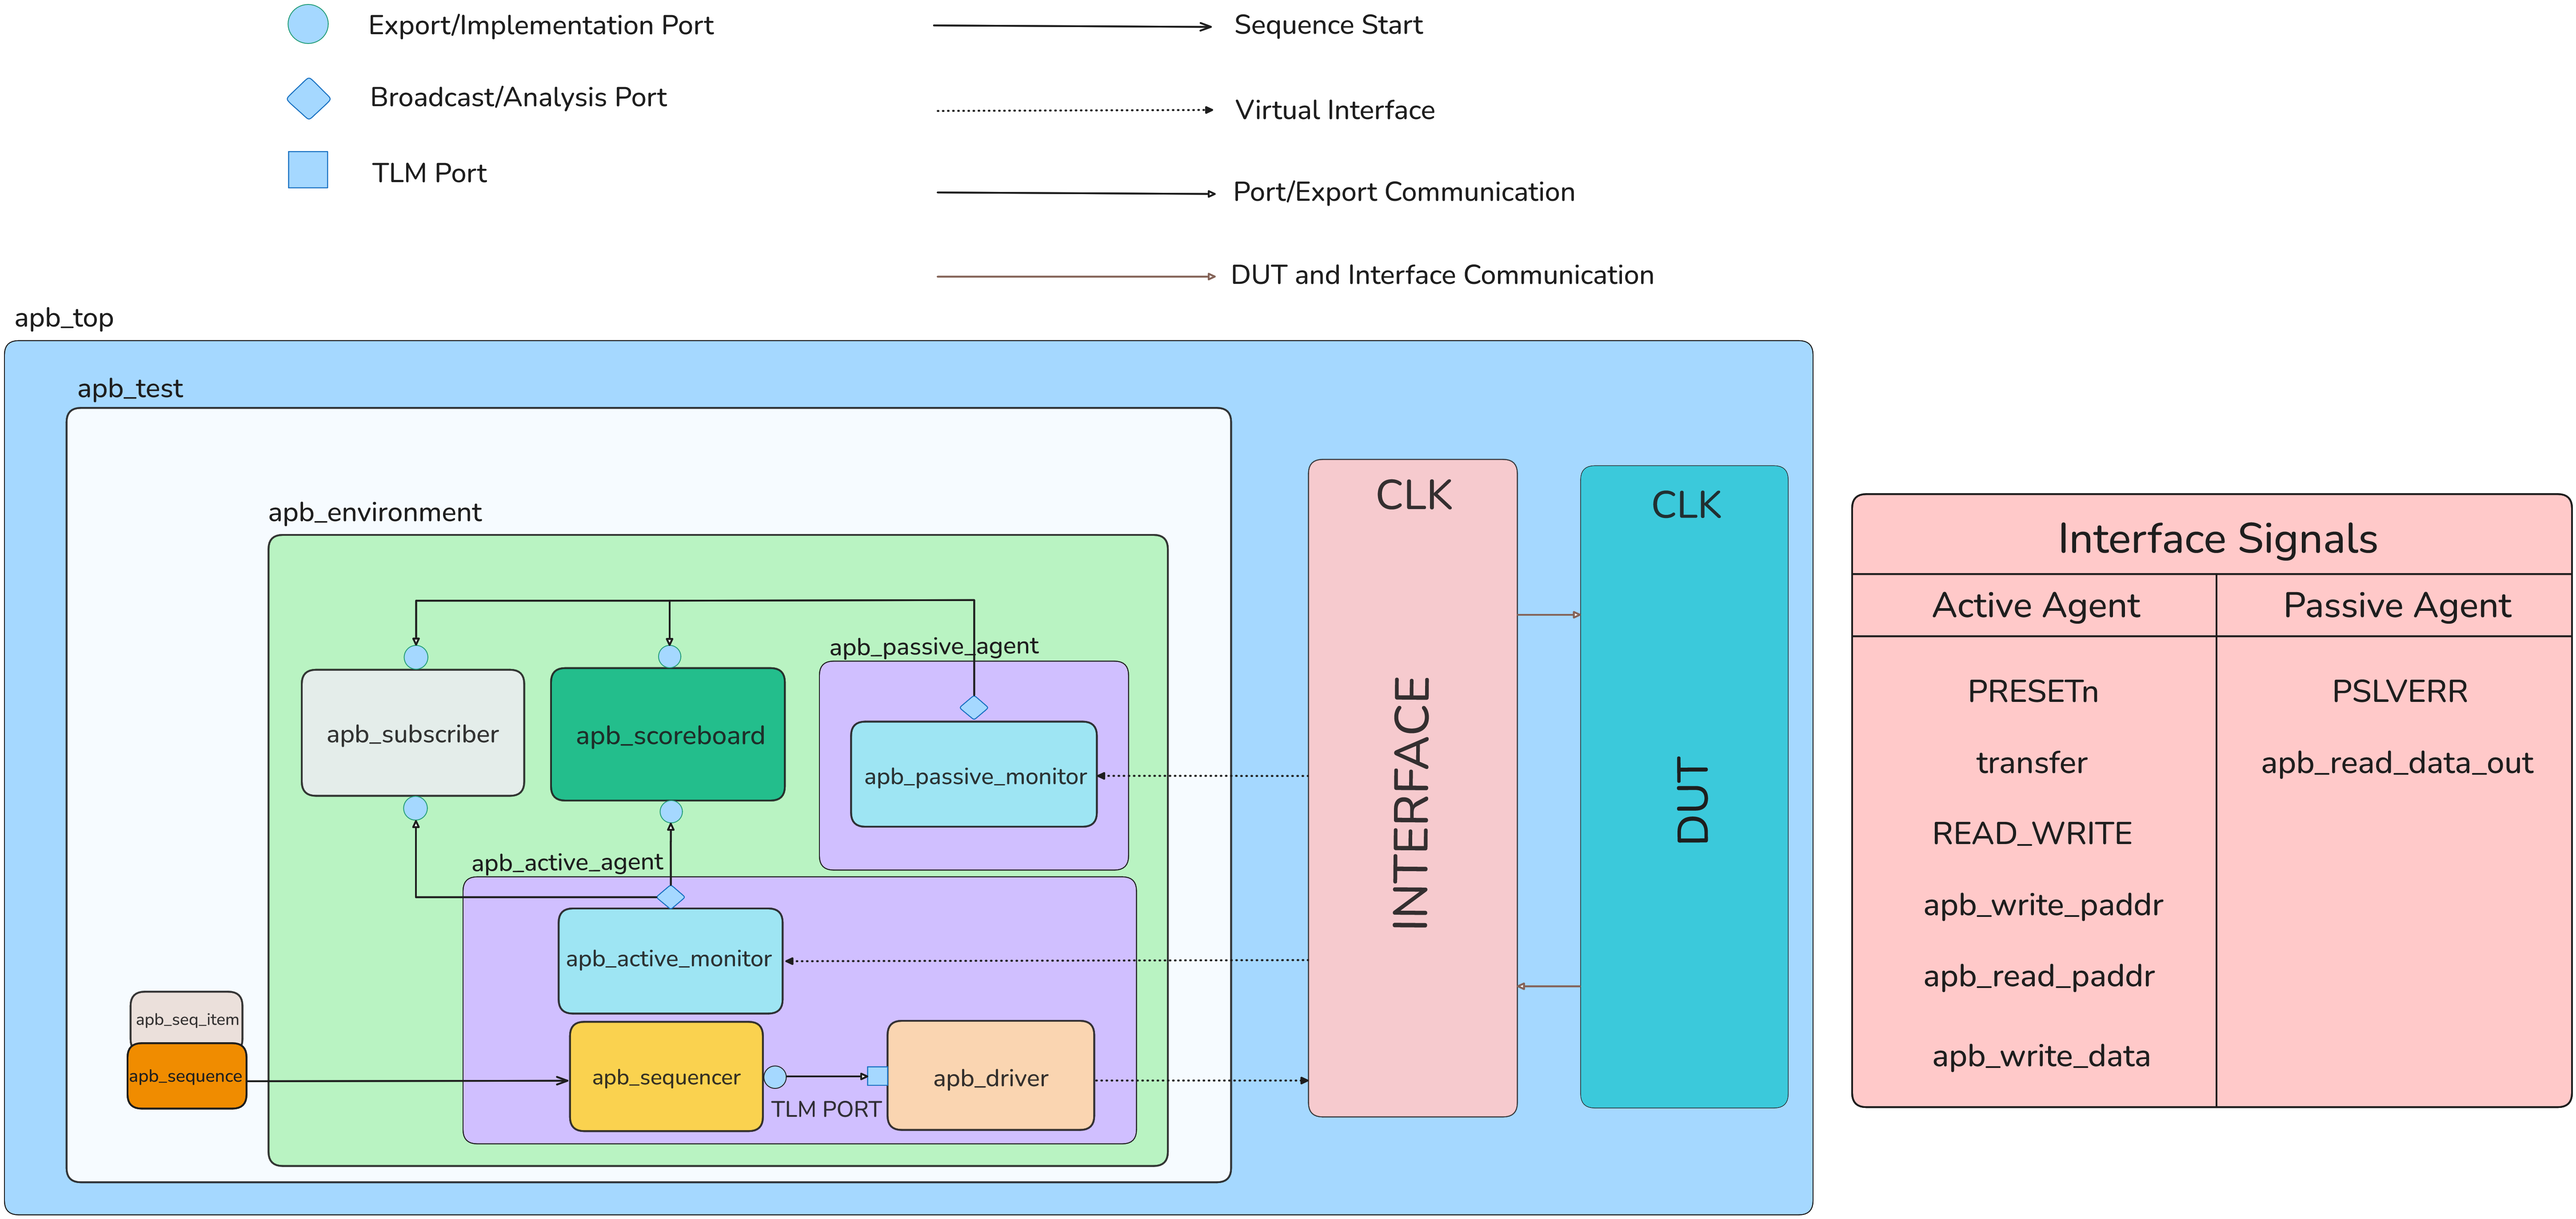 Export/Implementation Port
Broadcast/Analysis Port
TLM Port
Sequence Start
Virtual Interface
Port/Export Communication
DUT and Interface Communication
apb_top
apb_test
apb_environment
apb_subscriber
apb_scoreboard
apb_passive_agent
apb_passive_monitor
apb_active_agent
apb_active_monitor
apb_seq_item
apb_sequence
apb_sequencer
TLM PORT
apb_driver
CLK
INTERFACE
CLK
DUT
Interface Signals
Active Agent
Passive Agent
PRESETn
PSLVERR
transfer
apb_read_data_out
READ_WRITE
apb_write_paddr
apb_read_paddr
apb_write_data